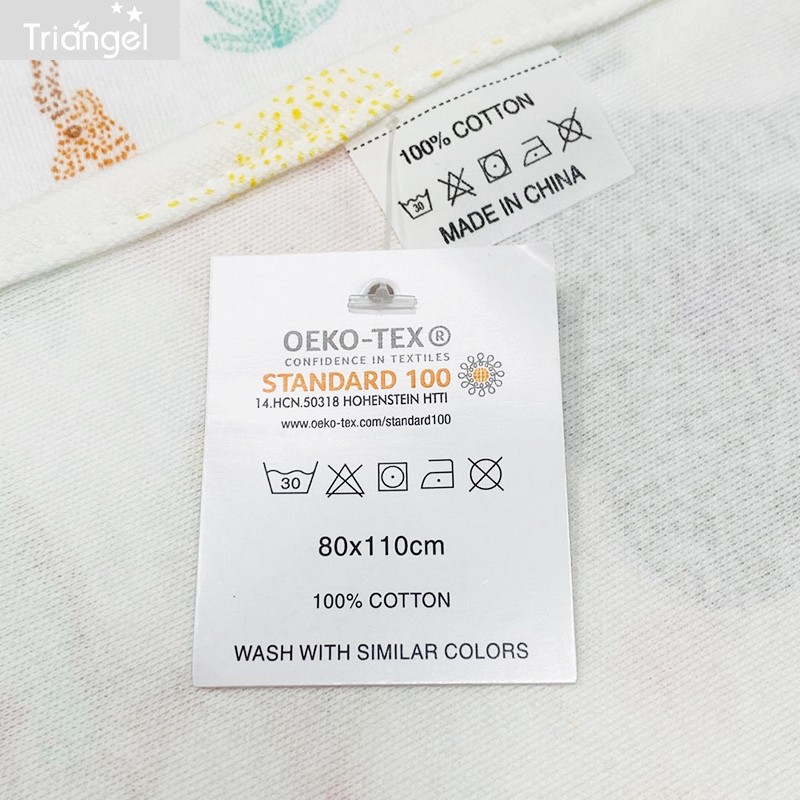 Triangel
100% COTTON
30
MADE IN CHINA
OEKO-TEX®
CONFIDENCE IN TEXTILES
STANDARD 100
14.HCN.50318 HOHENSTEIN HTTI
www.oeko-tex.com/standard100
30
80x110cm
100% COTTON
WASH WITH SIMILAR COLORS